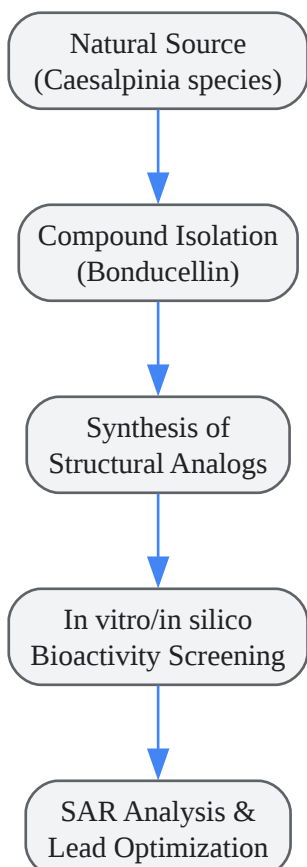 Natural Source
(Caesalpinia species)
Compound Isolation
(Bonducellin)
Synthesis of
Structural Analogs
In vitro/in silico
Bioactivity Screening
SAR Analysis &
Lead Optimization